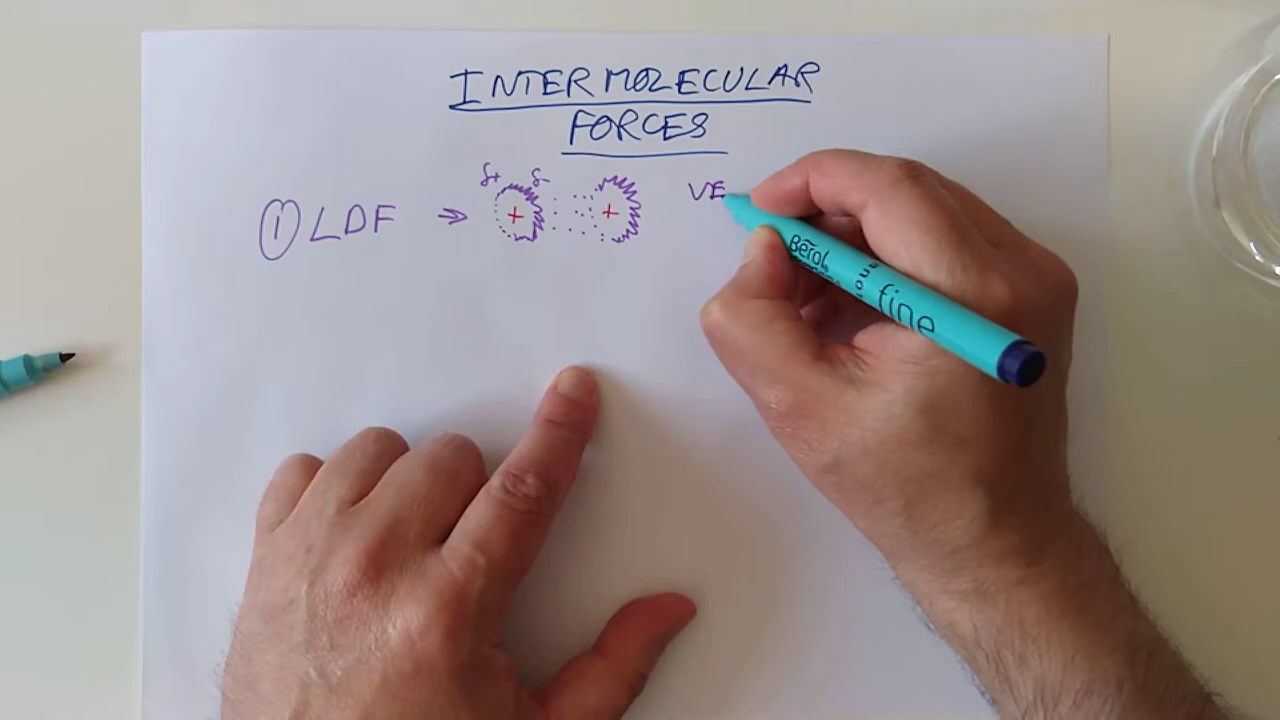 INTERMOLECULAR
FORCES
δ+ δ-
① LDF ⇒ + + VE
Berol
fine